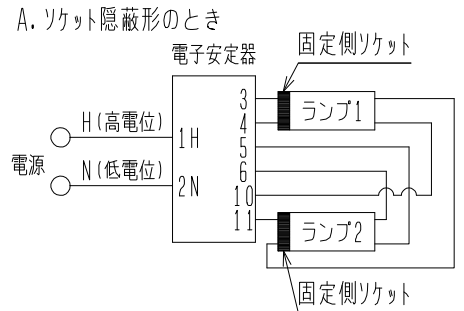 A. ソケット隠蔽形のとき
電子安定器
固定側ソケット
H(高電位)
1H
電源
N(低電位)
2N
3
4
5
6
10
11
ランプ1
ランプ2
固定側ソケット